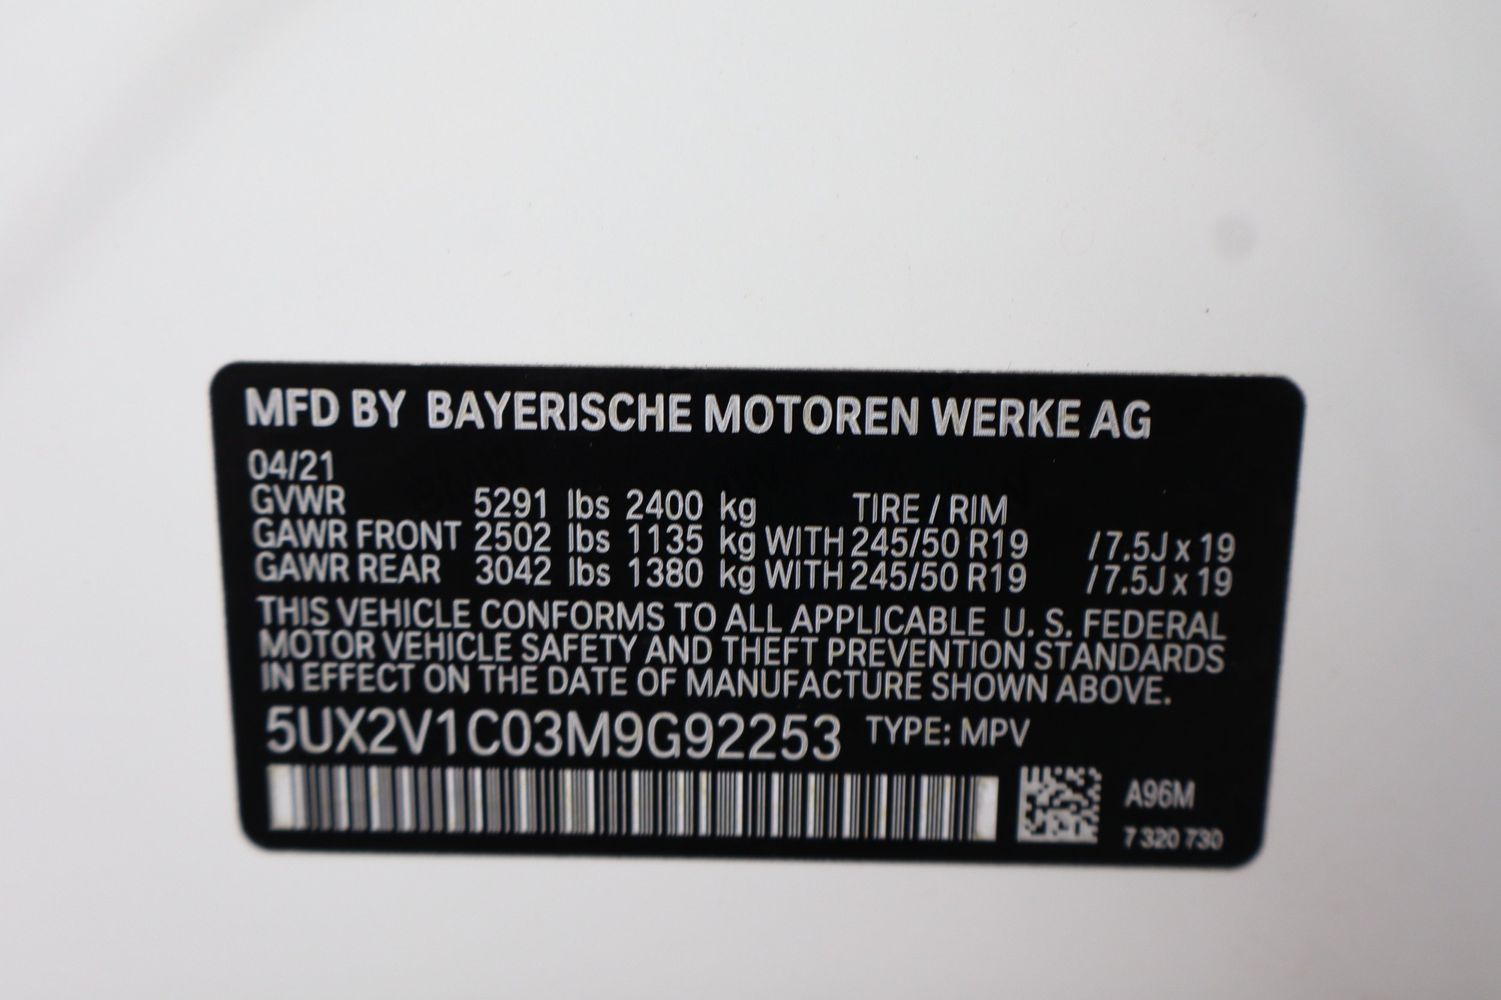 MFD BY BAYERISCHE MOTOREN WERKE AG
04/21
GVWR 5291 lbs 2400 kg TIRE / RIM
GAWR FRONT 2502 lbs 1135 kg WITH 245/50 R19 / 7.5J x 19
GAWR REAR 3042 lbs 1380 kg WITH 245/50 R19 / 7.5J x 19
THIS VEHICLE CONFORMS TO ALL APPLICABLE U. S. FEDERAL
MOTOR VEHICLE SAFETY AND THEFT PREVENTION STANDARDS
IN EFFECT ON THE DATE OF MANUFACTURE SHOWN ABOVE.
5UX2V1C03M9G92253 TYPE: MPV
A96M
7 320 730